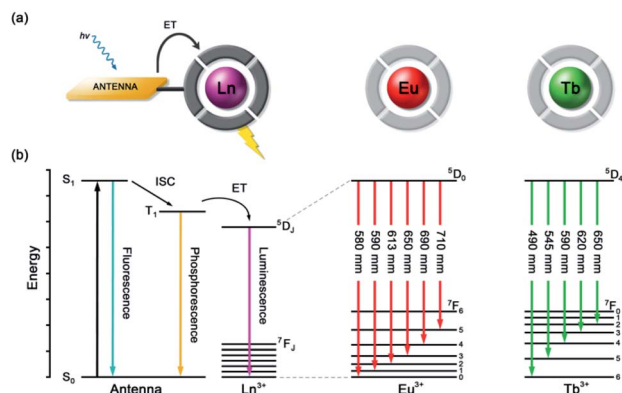 (a)
hν
ET
ANTENNA
Ln
Eu
Tb
(b)
Energy
S1
S0
ISC
T1
ET
5DJ
7FJ
Fluorescence
Phosphorescence
Luminescence
Antenna
Ln3+
5D0
580 mm
590 mm
613 mm
650 mm
690 mm
710 mm
7F
6
5
4
3
2
1
0
Eu3+
5D4
490 mm
545 mm
590 mm
620 mm
650 mm
7F
0
1
2
3
4
5
6
Tb3+